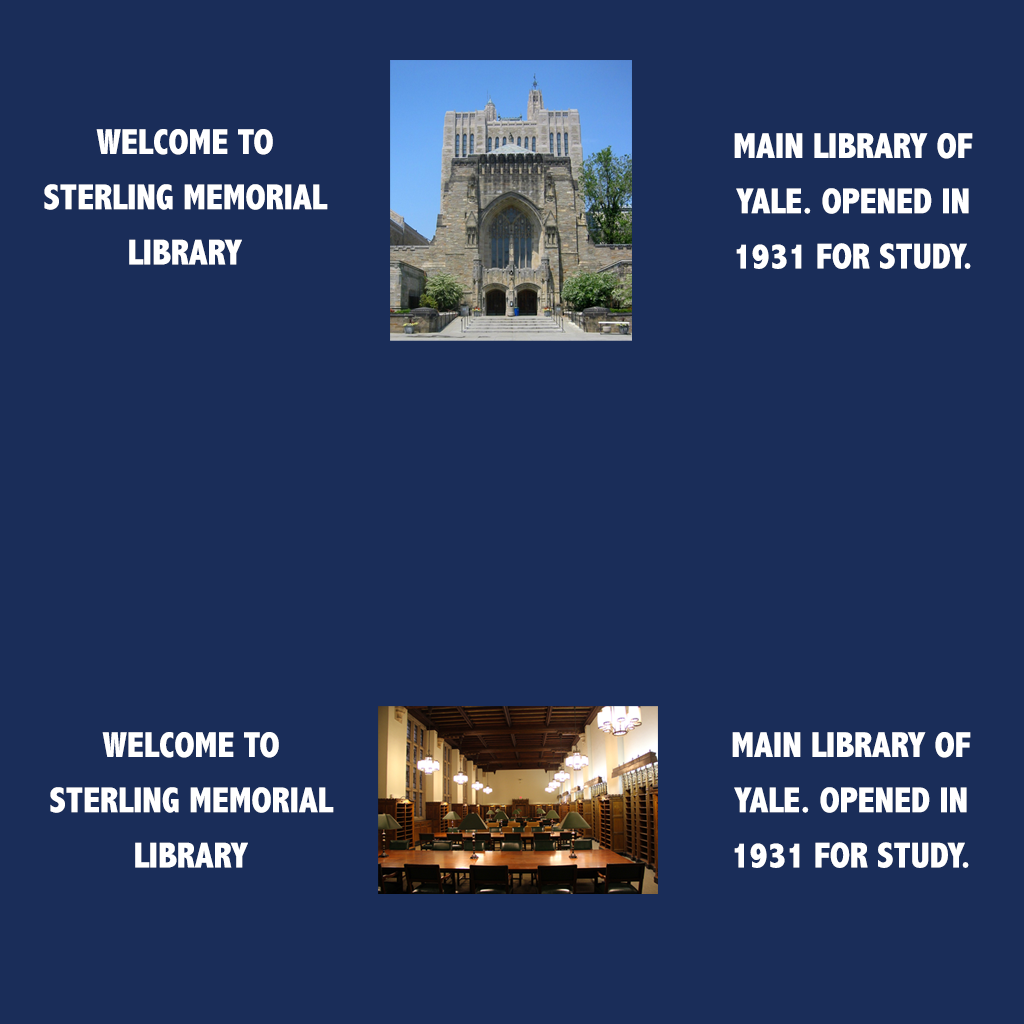 WELCOME TO
STERLING MEMORIAL
LIBRARY
MAIN LIBRARY OF
YALE. OPENED IN
1931 FOR STUDY.
WELCOME TO
STERLING MEMORIAL
LIBRARY
MAIN LIBRARY OF
YALE. OPENED IN
1931 FOR STUDY.